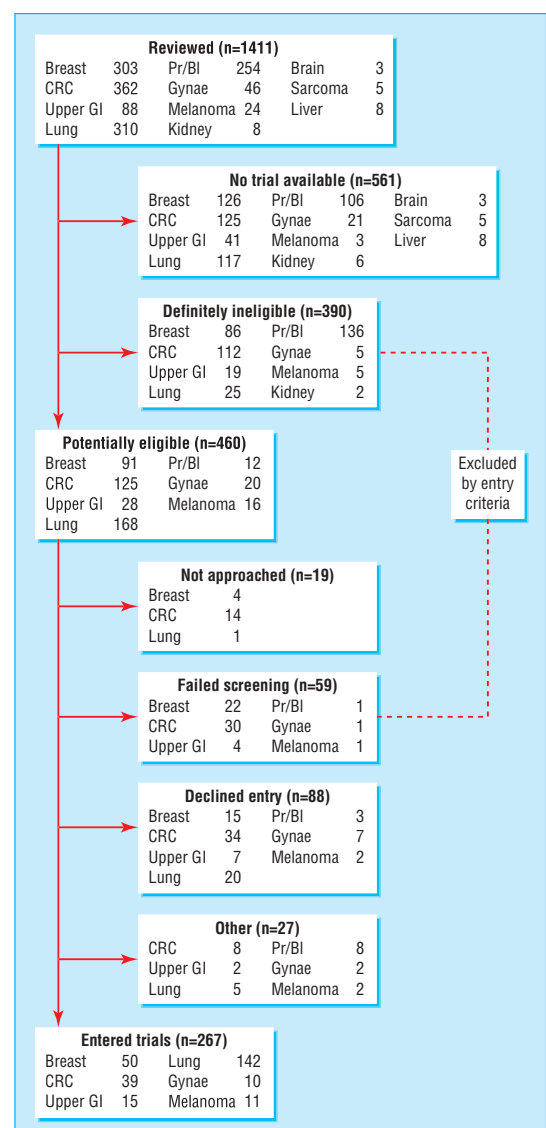 Reviewed (n=1411)
Breast 303 Pr/Bl 254 Brain 3
CRC 362 Gynae 46 Sarcoma 5
Upper GI 88 Melanoma 24 Liver 8
Lung 310 Kidney 8
No trial available (n=561)
Breast 126 Pr/Bl 106 Brain 3
CRC 125 Gynae 21 Sarcoma 5
Upper GI 41 Melanoma 3 Liver 8
Lung 117 Kidney 6
Definitely ineligible (n=390)
Breast 86 Pr/Bl 136
CRC 112 Gynae 5
Upper GI 19 Melanoma 5
Lung 25 Kidney 2
Potentially eligible (n=460)
Breast 91 Pr/Bl 12
CRC 125 Gynae 20
Upper GI 28 Melanoma 16
Lung 168
Excluded
by entry
criteria
Not approached (n=19)
Breast 4
CRC 14
Lung 1
Failed screening (n=59)
Breast 22 Pr/Bl 1
CRC 30 Gynae 1
Upper GI 4 Melanoma 1
Declined entry (n=88)
Breast 15 Pr/Bl 3
CRC 34 Gynae 7
Upper GI 7 Melanoma 2
Lung 20
Other (n=27)
CRC 8 Pr/Bl 8
Upper GI 2 Gynae 2
Lung 5 Melanoma 2
Entered trials (n=267)
Breast 50 Lung 142
CRC 39 Gynae 10
Upper GI 15 Melanoma 11